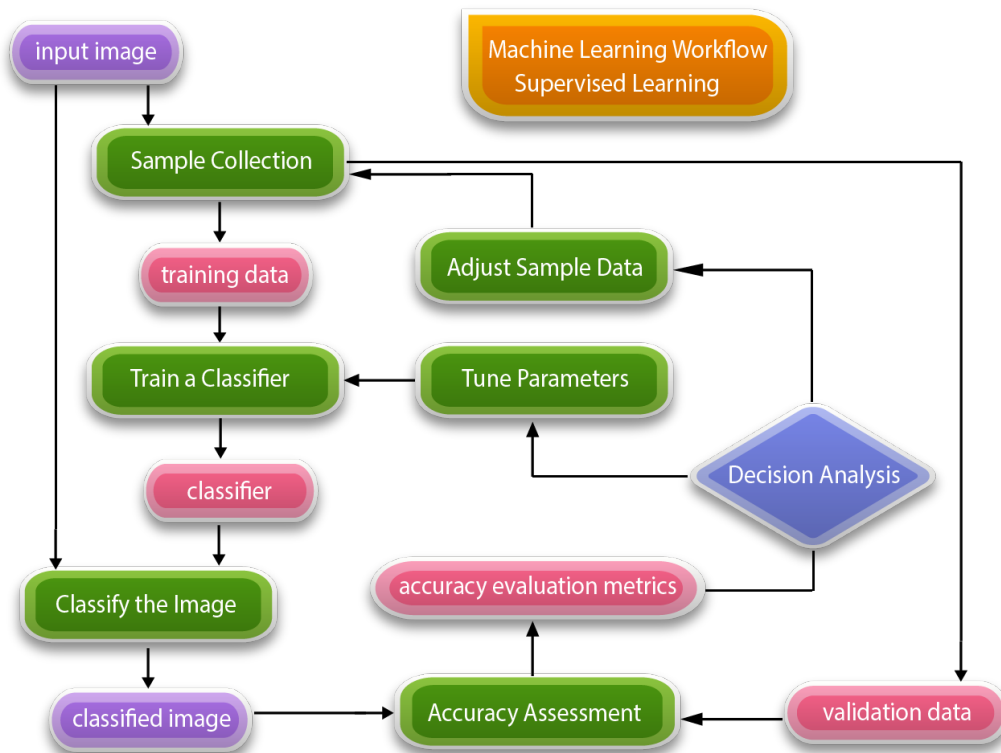 input image
Machine Learning Workflow
Supervised Learning
Sample Collection
Adjust Sample Data
training data
Train a Classifier
Tune Parameters
Decision Analysis
classifier
accuracy evaluation metrics
Classify the Image
classified image
Accuracy Assessment
validation data